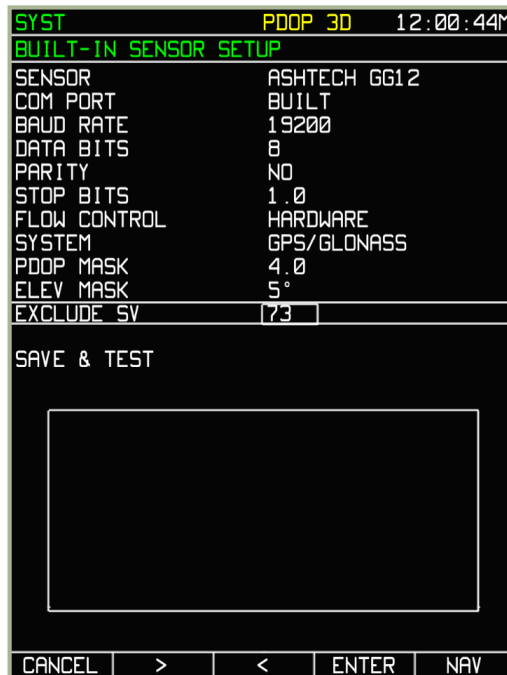 SYST PDOP 3D 12:00:44M
BUILT-IN SENSOR SETUP
SENSOR ASHTECH GG12
COM PORT BUILT
BAUD RATE 19200
DATA BITS 8
PARITY NO
STOP BITS 1.0
FLOW CONTROL HARDWARE
SYSTEM GPS/GLONASS
PDOP MASK 4.0
ELEV MASK 5°
EXCLUDE SV 73
SAVE & TEST
CANCEL > < ENTER NAV